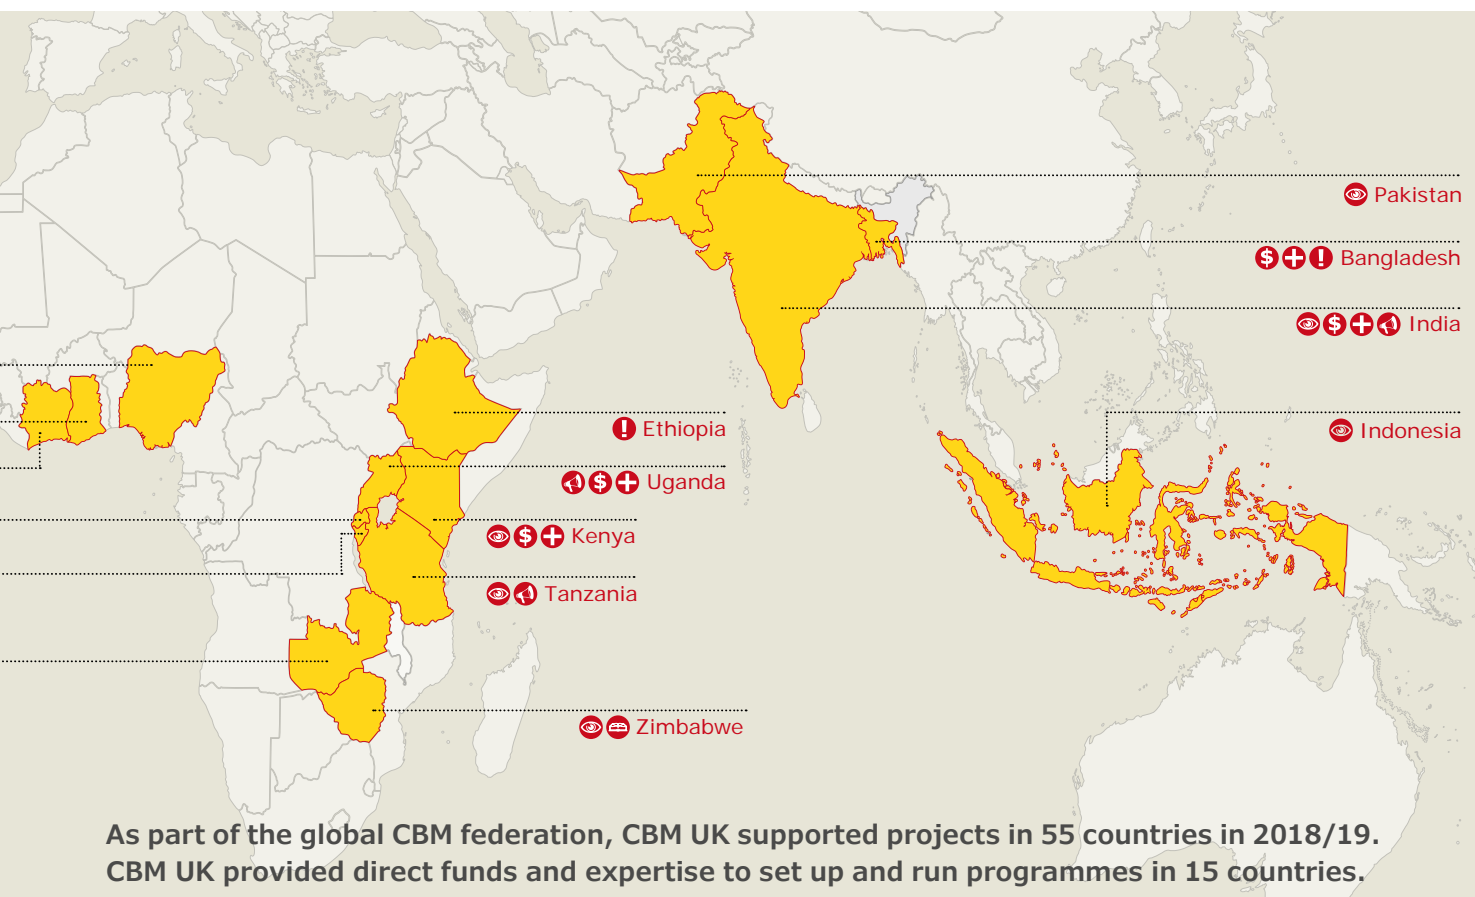 Pakistan
$ Bangladesh
$ India
Ethiopia
Indonesia
$ Uganda
$ Kenya
Tanzania
Zimbabwe
As part of the global CBM federation, CBM UK supported projects in 55 countries in 2018/19.
CBM UK provided direct funds and expertise to set up and run programmes in 15 countries.